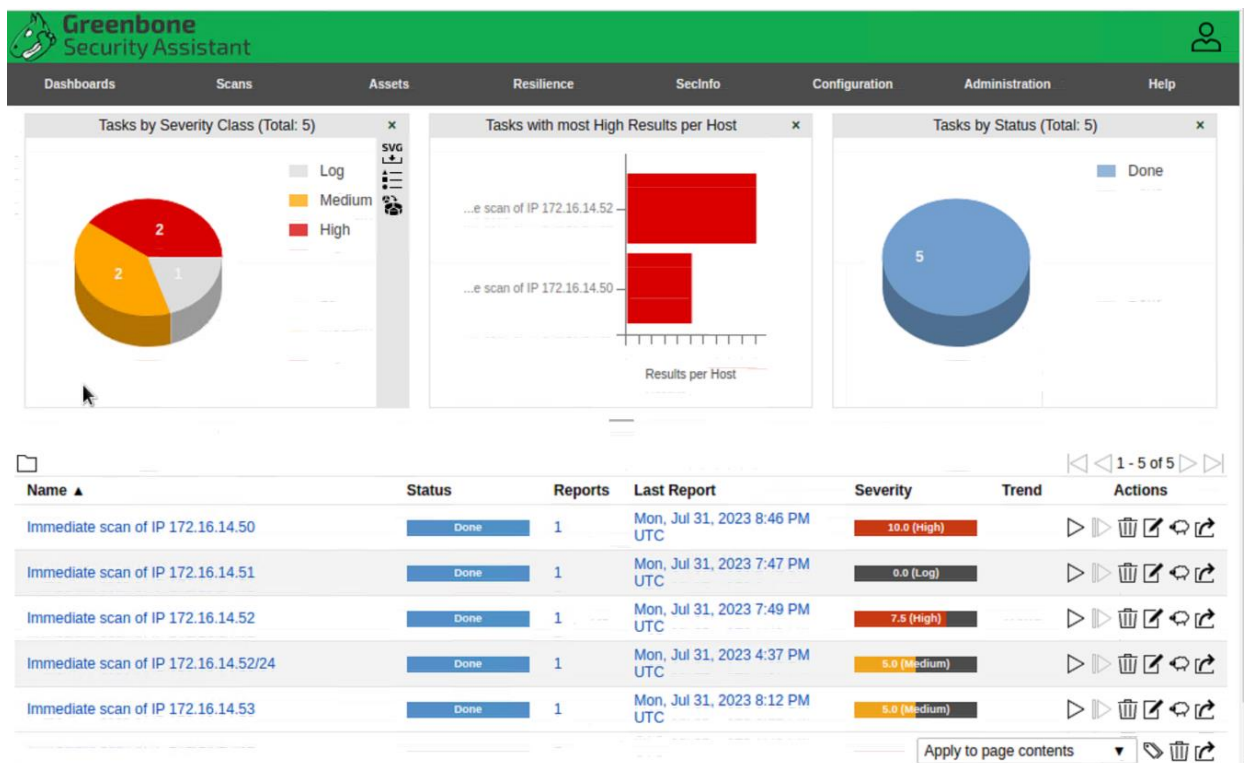 Greenbone
Security Assistant
Dashboards Scans Assets Resilience SecInfo Configuration Administration Help
Tasks by Severity Class (Total: 5) × Tasks with most High Results per Host × Tasks by Status (Total: 5) ×
SVG
Log
Medium
High
2
2
1
...e scan of IP 172.16.14.52
...e scan of IP 172.16.14.50
Results per Host
Done
5
1 - 5 of 5
Name ▲ Status Reports Last Report Severity Trend Actions
Immediate scan of IP 172.16.14.50 Done 1 Mon, Jul 31, 2023 8:46 PM UTC 10.0 (High)
Immediate scan of IP 172.16.14.51 Done 1 Mon, Jul 31, 2023 7:47 PM UTC 0.0 (Log)
Immediate scan of IP 172.16.14.52 Done 1 Mon, Jul 31, 2023 7:49 PM UTC 7.5 (High)
Immediate scan of IP 172.16.14.52/24 Done 1 Mon, Jul 31, 2023 4:37 PM UTC 5.0 (Medium)
Immediate scan of IP 172.16.14.53 Done 1 Mon, Jul 31, 2023 8:12 PM UTC 5.0 (Medium)
Apply to page contents ▼